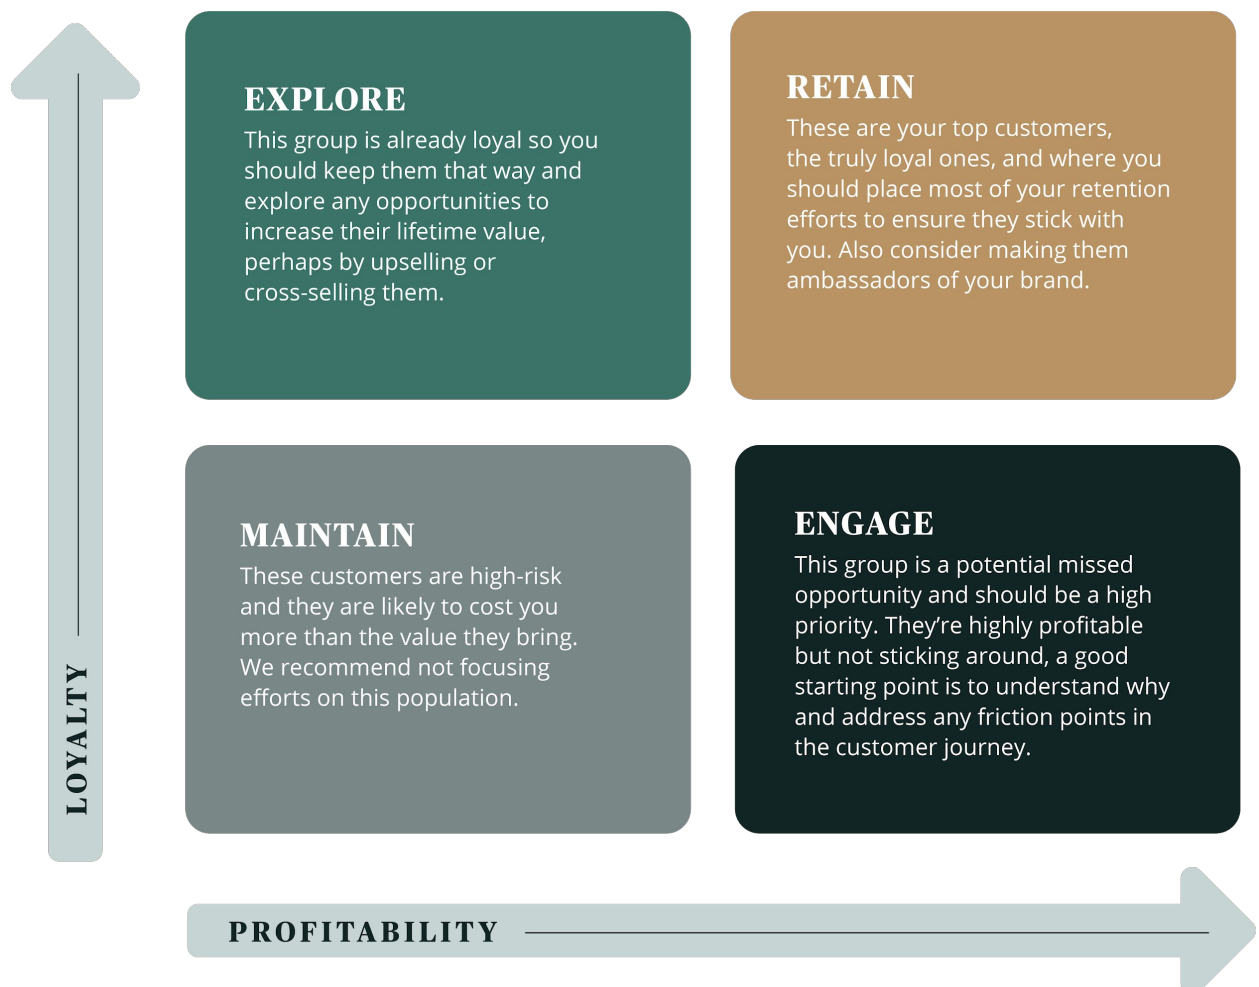 EXPLORE
This group is already loyal so you
should keep them that way and
explore any opportunities to
increase their lifetime value,
perhaps by upselling or
cross-selling them.
RETAIN
These are your top customers,
the truly loyal ones, and where you
should place most of your retention
efforts to ensure they stick with
you. Also consider making them
ambassadors of your brand.
MAINTAIN
These customers are high-risk
and they are likely to cost you
more than the value they bring.
We recommend not focusing
efforts on this population.
ENGAGE
This group is a potential missed
opportunity and should be a high
priority. They’re highly profitable
but not sticking around, a good
starting point is to understand why
and address any friction points in
the customer journey.
LOYALTY
PROFITABILITY